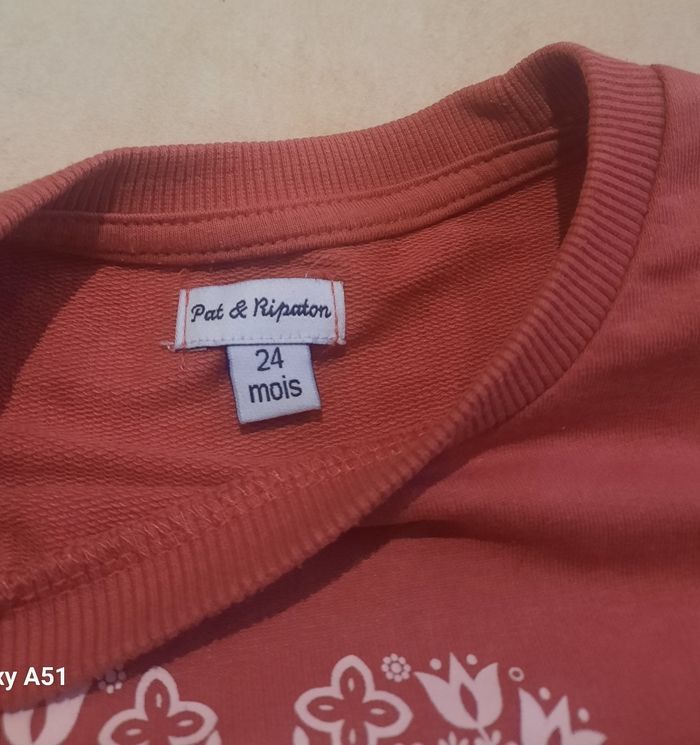 Pat & Ripaton
24
mois
xy A51